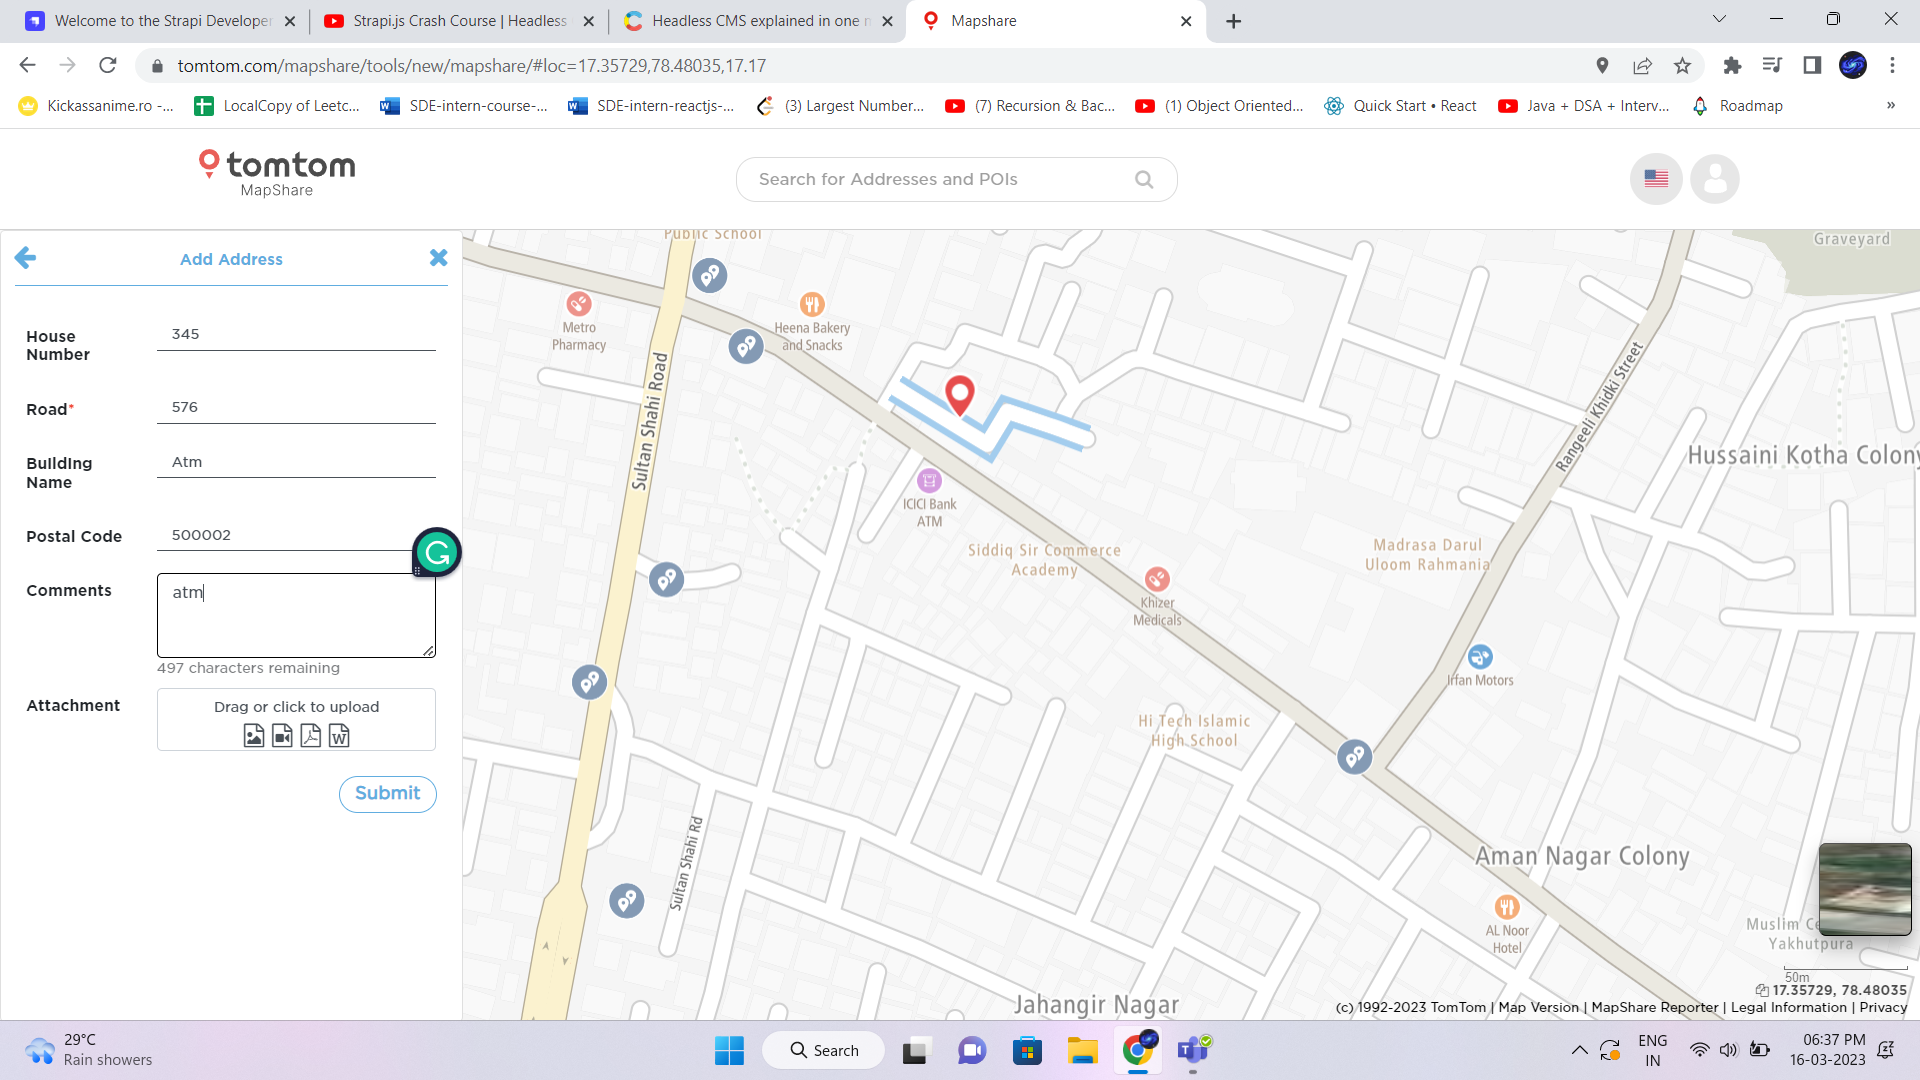 Welcome to the Strapi Developer
Strapi.js Crash Course | Headless
Headless CMS explained in one m
Mapshare
tomtom.com/mapshare/tools/new/mapshare/#loc=17.35729,78.48035,17.17
Kickassanime.ro -...
LocalCopy of Leetc...
SDE-intern-course-...
SDE-intern-reactjs-...
(3) Largest Number...
(7) Recursion & Bac...
(1) Object Oriented...
Quick Start • React
Java + DSA + Interv...
Roadmap
»
tomtom
MapShare
Search for Addresses and POIs
Add Address
House
Number
345
Road*
576
Building
Name
Atm
Postal Code
500002
Comments
atm
497 characters remaining
Attachment
Drag or click to upload
Submit
Public School
Graveyard
Metro
Pharmacy
Heena Bakery
and Snacks
Sultan Shahi Road
Rangeeli Khidki Street
Hussaini Kotha Colony
ICICI Bank
ATM
Siddiq Sir Commerce
Academy
Madrasa Darul
Uloom Rahmania
Khizer
Medicals
Irfan Motors
Hi Tech Islamic
High School
Sultan Shahi Rd
Aman Nagar Colony
AL Noor
Hotel
Muslim Ce
Yakhutpura
Jahangir Nagar
50m
17.35729, 78.48035
(c) 1992-2023 TomTom | Map Version | MapShare Reporter | Legal Information | Privacy
29°C
Rain showers
Search
ENG
IN
06:37 PM
16-03-2023